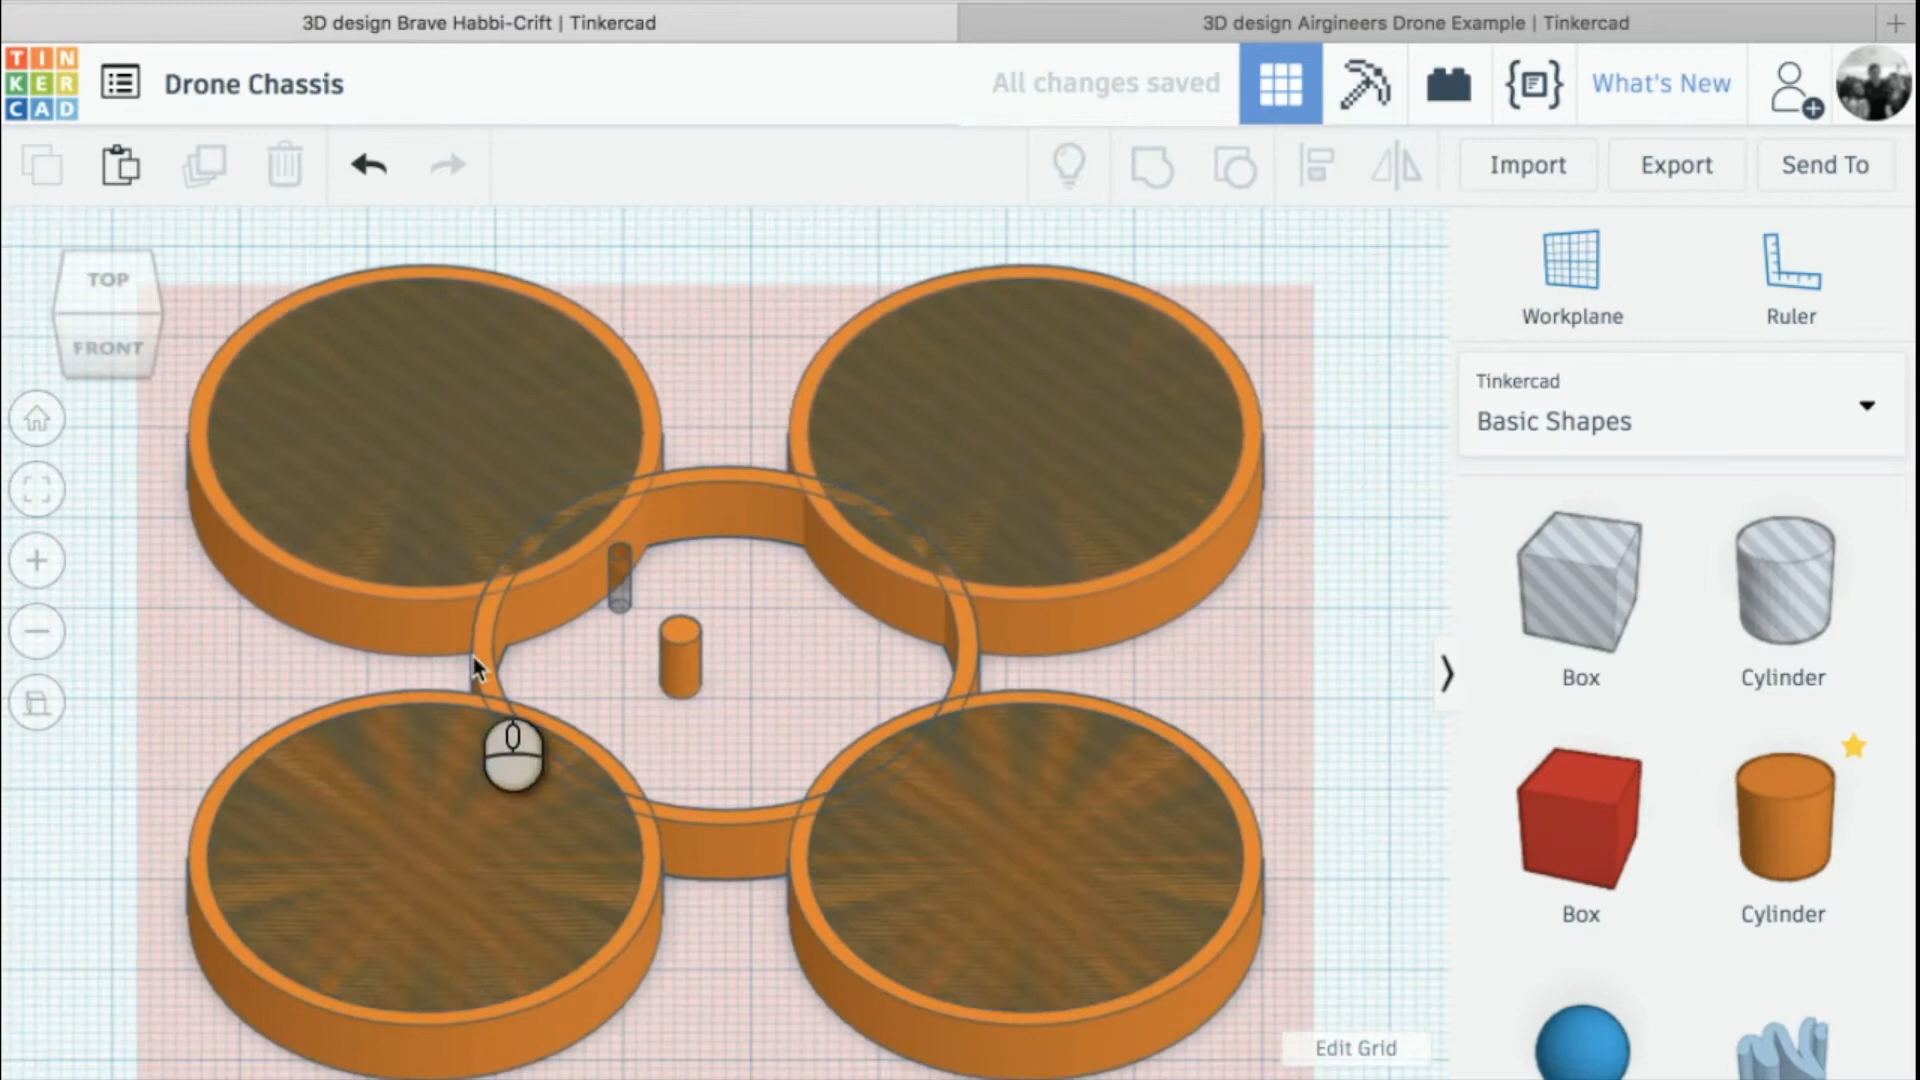 3D design Brave Habbi-Crift | Tinkercad
3D design Airgineers Drone Example | Tinkercad
TIN
KER
CAD
Drone Chassis
All changes saved
What's New
Import
Export
Send To
TOP
FRONT
Workplane
Ruler
Tinkercad
Basic Shapes
Box
Cylinder
Box
Cylinder
Edit Grid